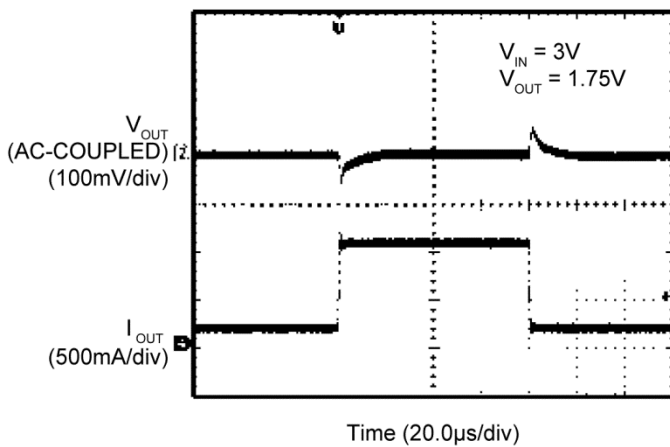 V_IN = 3V
V_OUT = 1.75V
V_OUT
(AC-COUPLED)
(100mV/div)
I_OUT
(500mA/div)
Time (20.0µs/div)